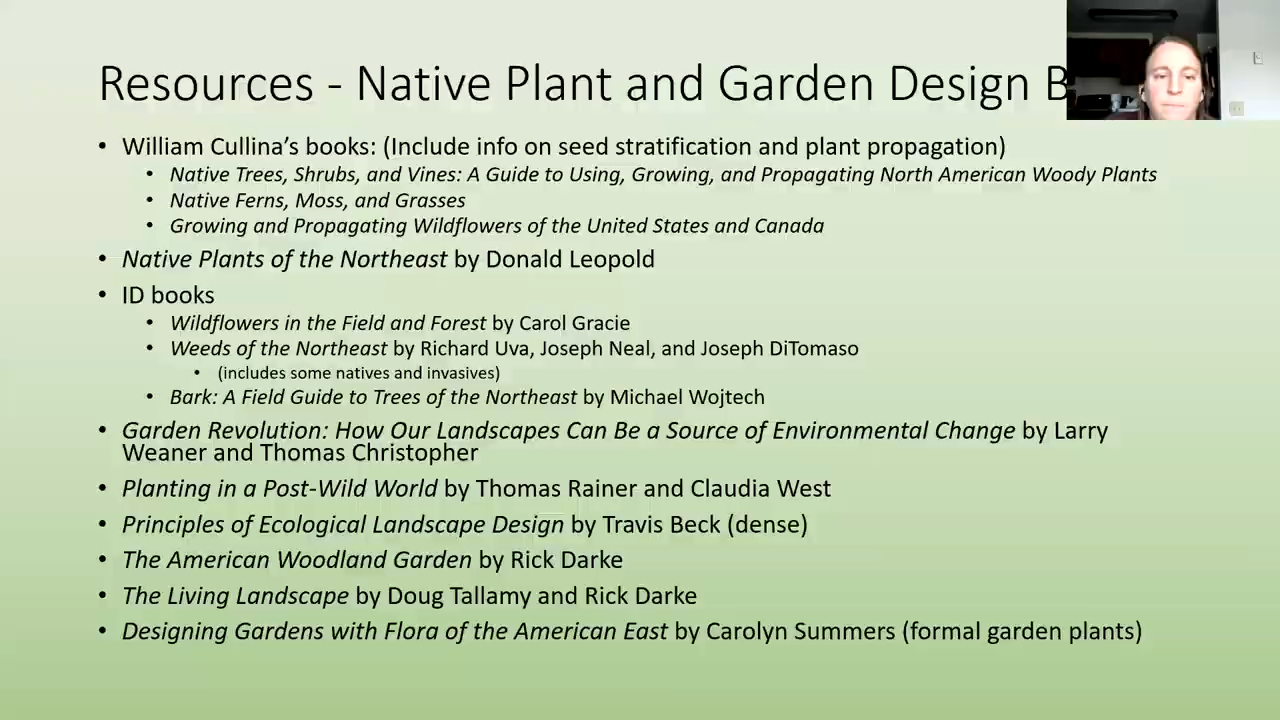 Resources - Native Plant and Garden Design B
• William Cullina’s books: (Include info on seed stratification and plant propagation)
• Native Trees, Shrubs, and Vines: A Guide to Using, Growing, and Propagating North American Woody Plants
• Native Ferns, Moss, and Grasses
• Growing and Propagating Wildflowers of the United States and Canada
• Native Plants of the Northeast by Donald Leopold
• ID books
• Wildflowers in the Field and Forest by Carol Gracie
• Weeds of the Northeast by Richard Uva, Joseph Neal, and Joseph DiTomaso
• (includes some natives and invasives)
• Bark: A Field Guide to Trees of the Northeast by Michael Wojtech
• Garden Revolution: How Our Landscapes Can Be a Source of Environmental Change by Larry
Weaner and Thomas Christopher
• Planting in a Post-Wild World by Thomas Rainer and Claudia West
• Principles of Ecological Landscape Design by Travis Beck (dense)
• The American Woodland Garden by Rick Darke
• The Living Landscape by Doug Tallamy and Rick Darke
• Designing Gardens with Flora of the American East by Carolyn Summers (formal garden plants)